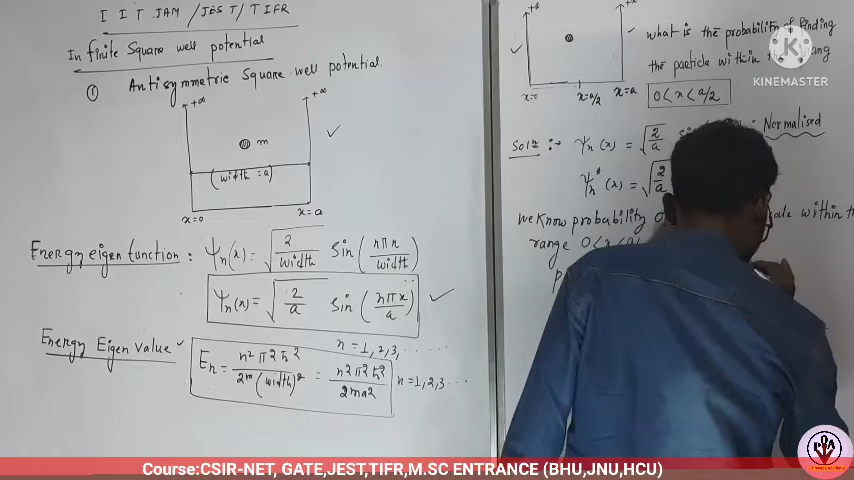 I I T JAM / JEST / TIFR
Infinite Square well potential
① Antisymmetric Square well potential.
+∞ +∞
m
(width = a)
x=0 x=a
Energy eigen function : Ψn(x) = √(2/width) Sin(nπx/width)
Ψn(x) = √(2/a) Sin(nπx/a)
n = 1,2,3, ......
Energy Eigen value En = n²π²ħ²/2m(width)² = n²π²ħ²/2ma² n=1,2,3 ...
+∞ +∞
x=0 x=a/2 x=a
what is the probability of finding
the particle within the
0<x<a/2
Soln :→ Ψn(x) = √(2/a) : Normalised
Ψn*(x) = √(2/a)
We know probability within
range 0<x<a/
KINEMASTER
Course:CSIR-NET, GATE,JEST,TIFR,M.SC ENTRANCE (BHU,JNU,HCU)